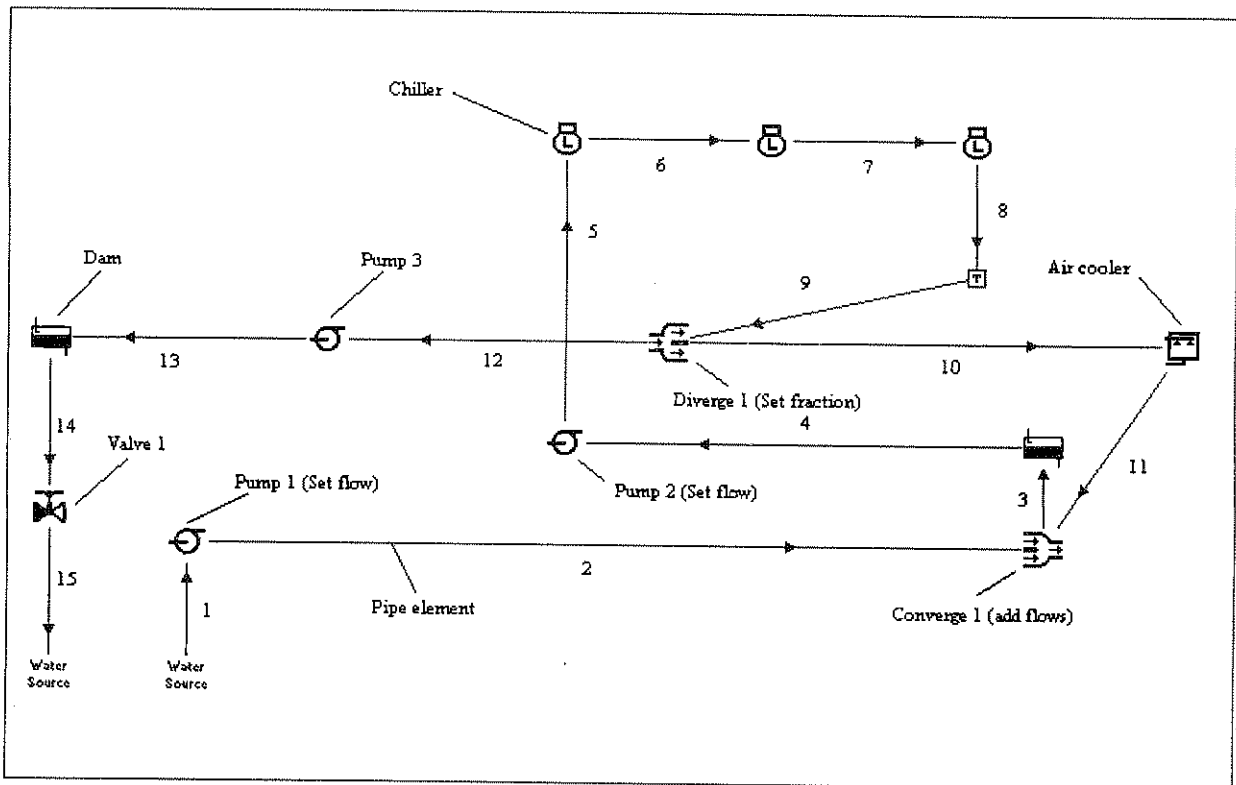 Chiller
L
L
L
6
7
8
5
Dam
Pump 3
9
T
Air cooler
13
12
10
Diverge 1 (Set fraction)
4
14
Valve 1
11
Pump 1 (Set flow)
Pump 2 (Set flow)
3
2
15
1
Pipe element
Converge 1 (add flows)
Water
Source
Water
Source